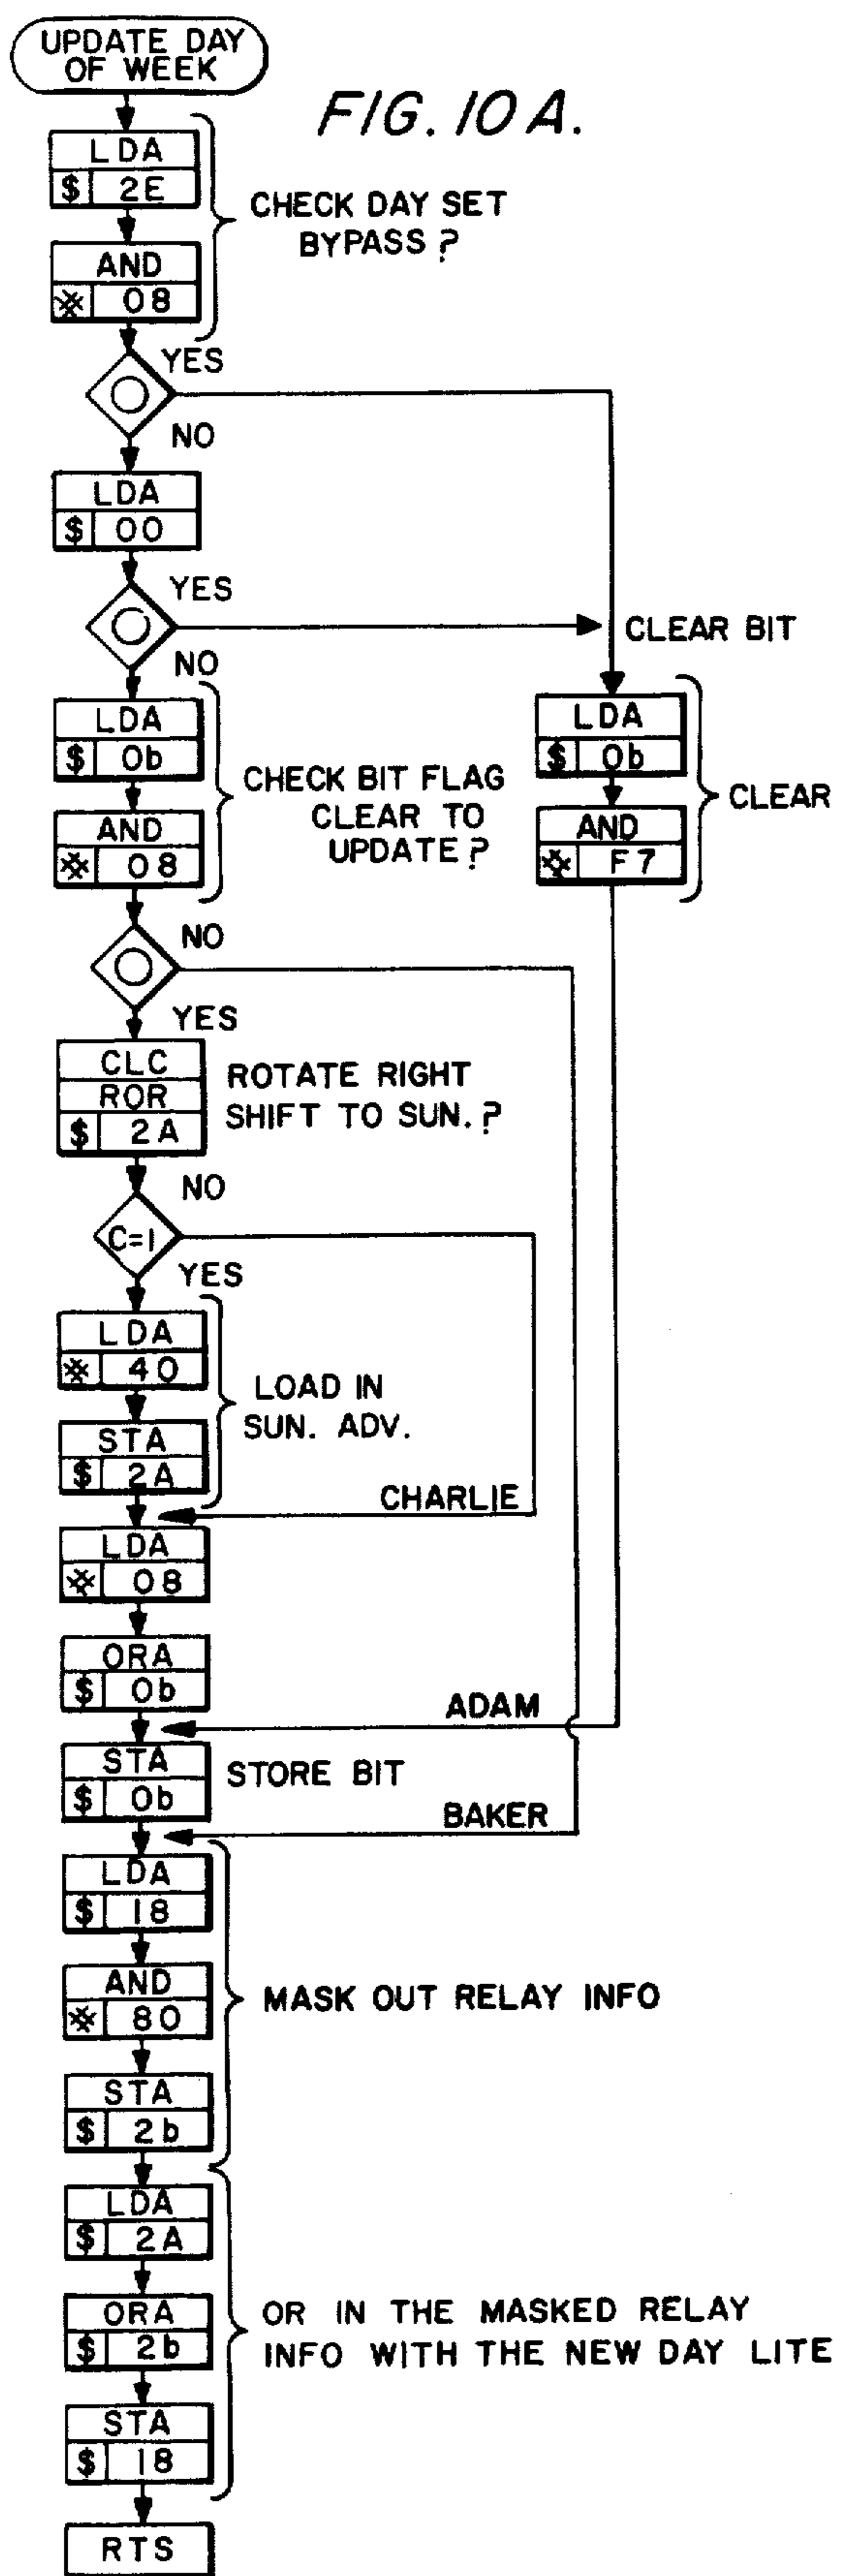 UPDATE DAY
OF WEEK
FIG. 10A.
LDA
$ 2E
CHECK DAY SET
BYPASS?
AND
※ 08
YES
NO
LDA
$ 00
YES
CLEAR BIT
NO
LDA
$ 0b
CHECK BIT FLAG
CLEAR TO
UPDATE?
AND
※ 08
LDA
$ 0b
CLEAR
AND
※ F7
NO
YES
CLC
ROR
$ 2A
ROTATE RIGHT
SHIFT TO SUN.?
NO
C=1
YES
LDA
※ 40
LOAD IN
SUN. ADV.
STA
$ 2A
CHARLIE
LDA
※ 08
ORA
$ 0b
ADAM
STA
$ 0b
STORE BIT
BAKER
LDA
$ 18
AND
※ 80
MASK OUT RELAY INFO
STA
$ 2b
LDA
$ 2A
ORA
$ 2b
OR IN THE MASKED RELAY
INFO WITH THE NEW DAY LITE
STA
$ 18
RTS